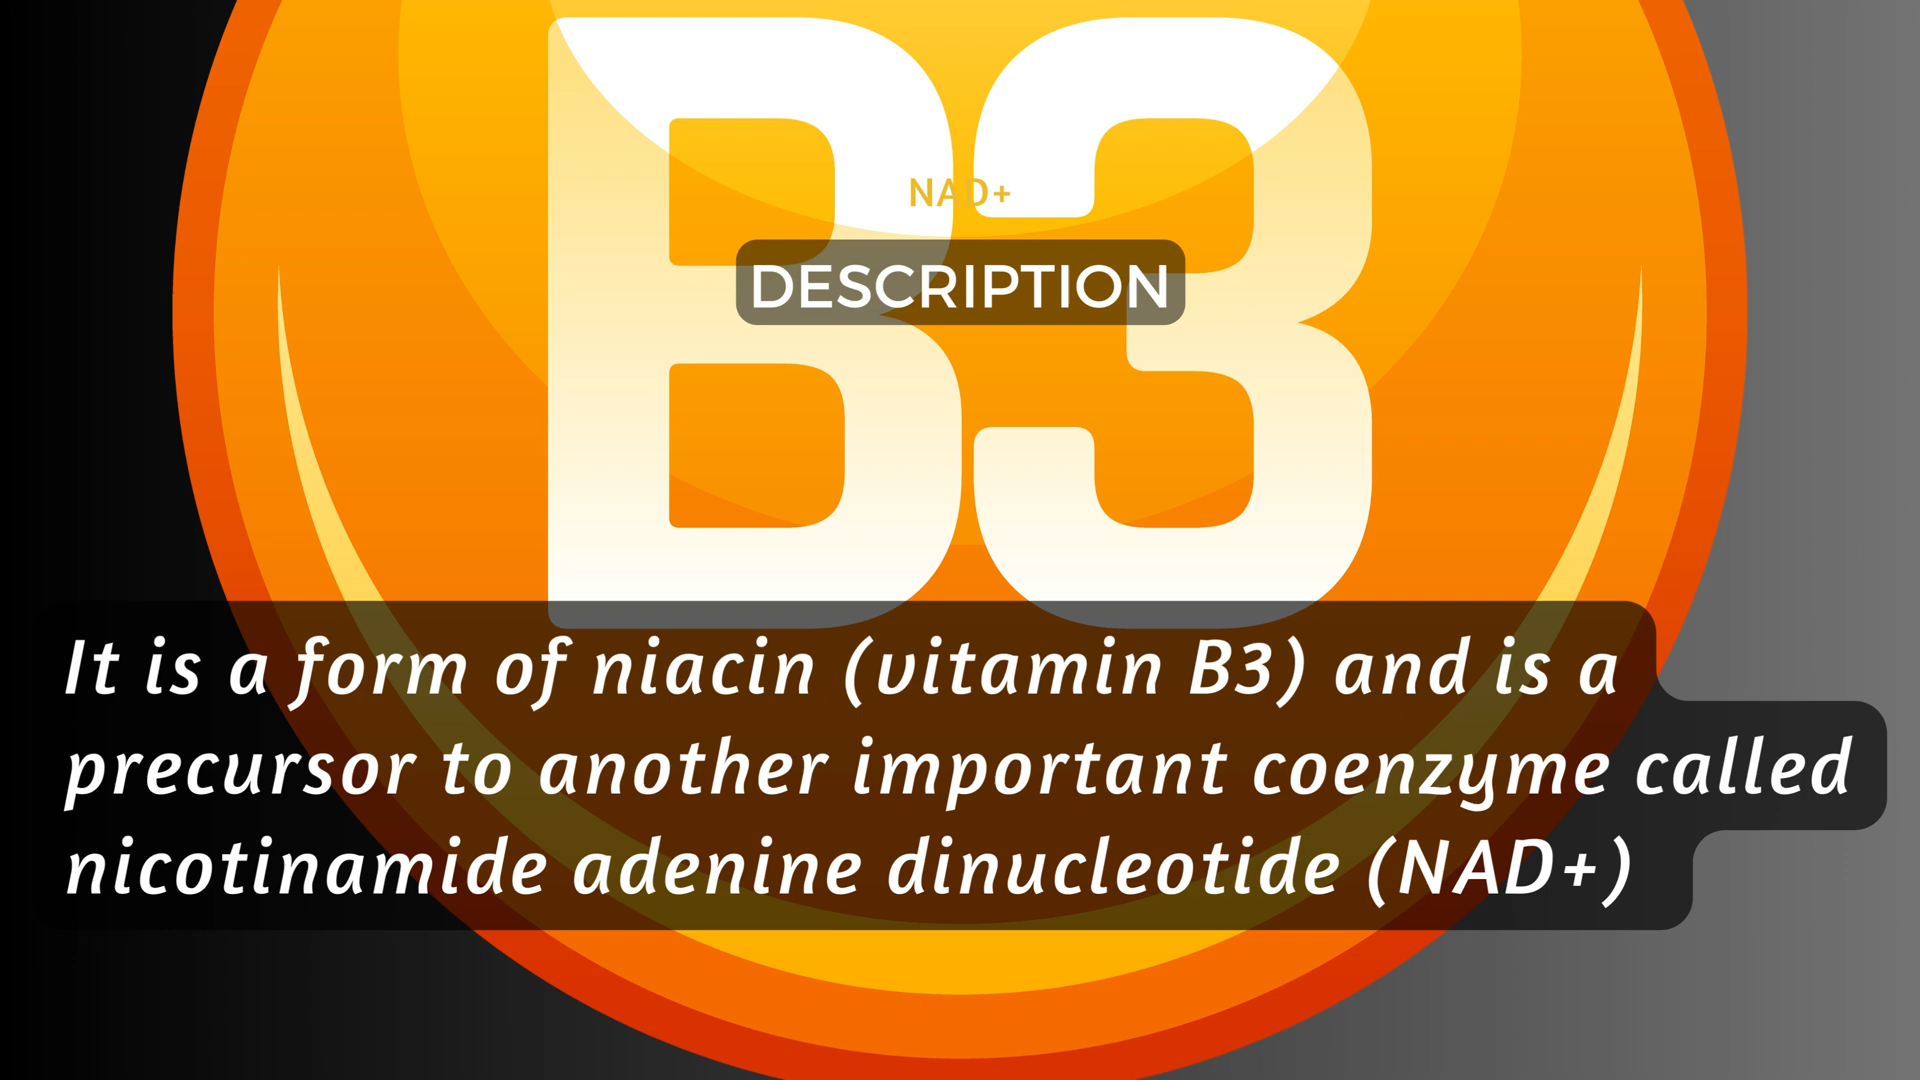 B3
NAD+
DESCRIPTION
It is a form of niacin (vitamin B3) and is a
precursor to another important coenzyme called
nicotinamide adenine dinucleotide (NAD+)